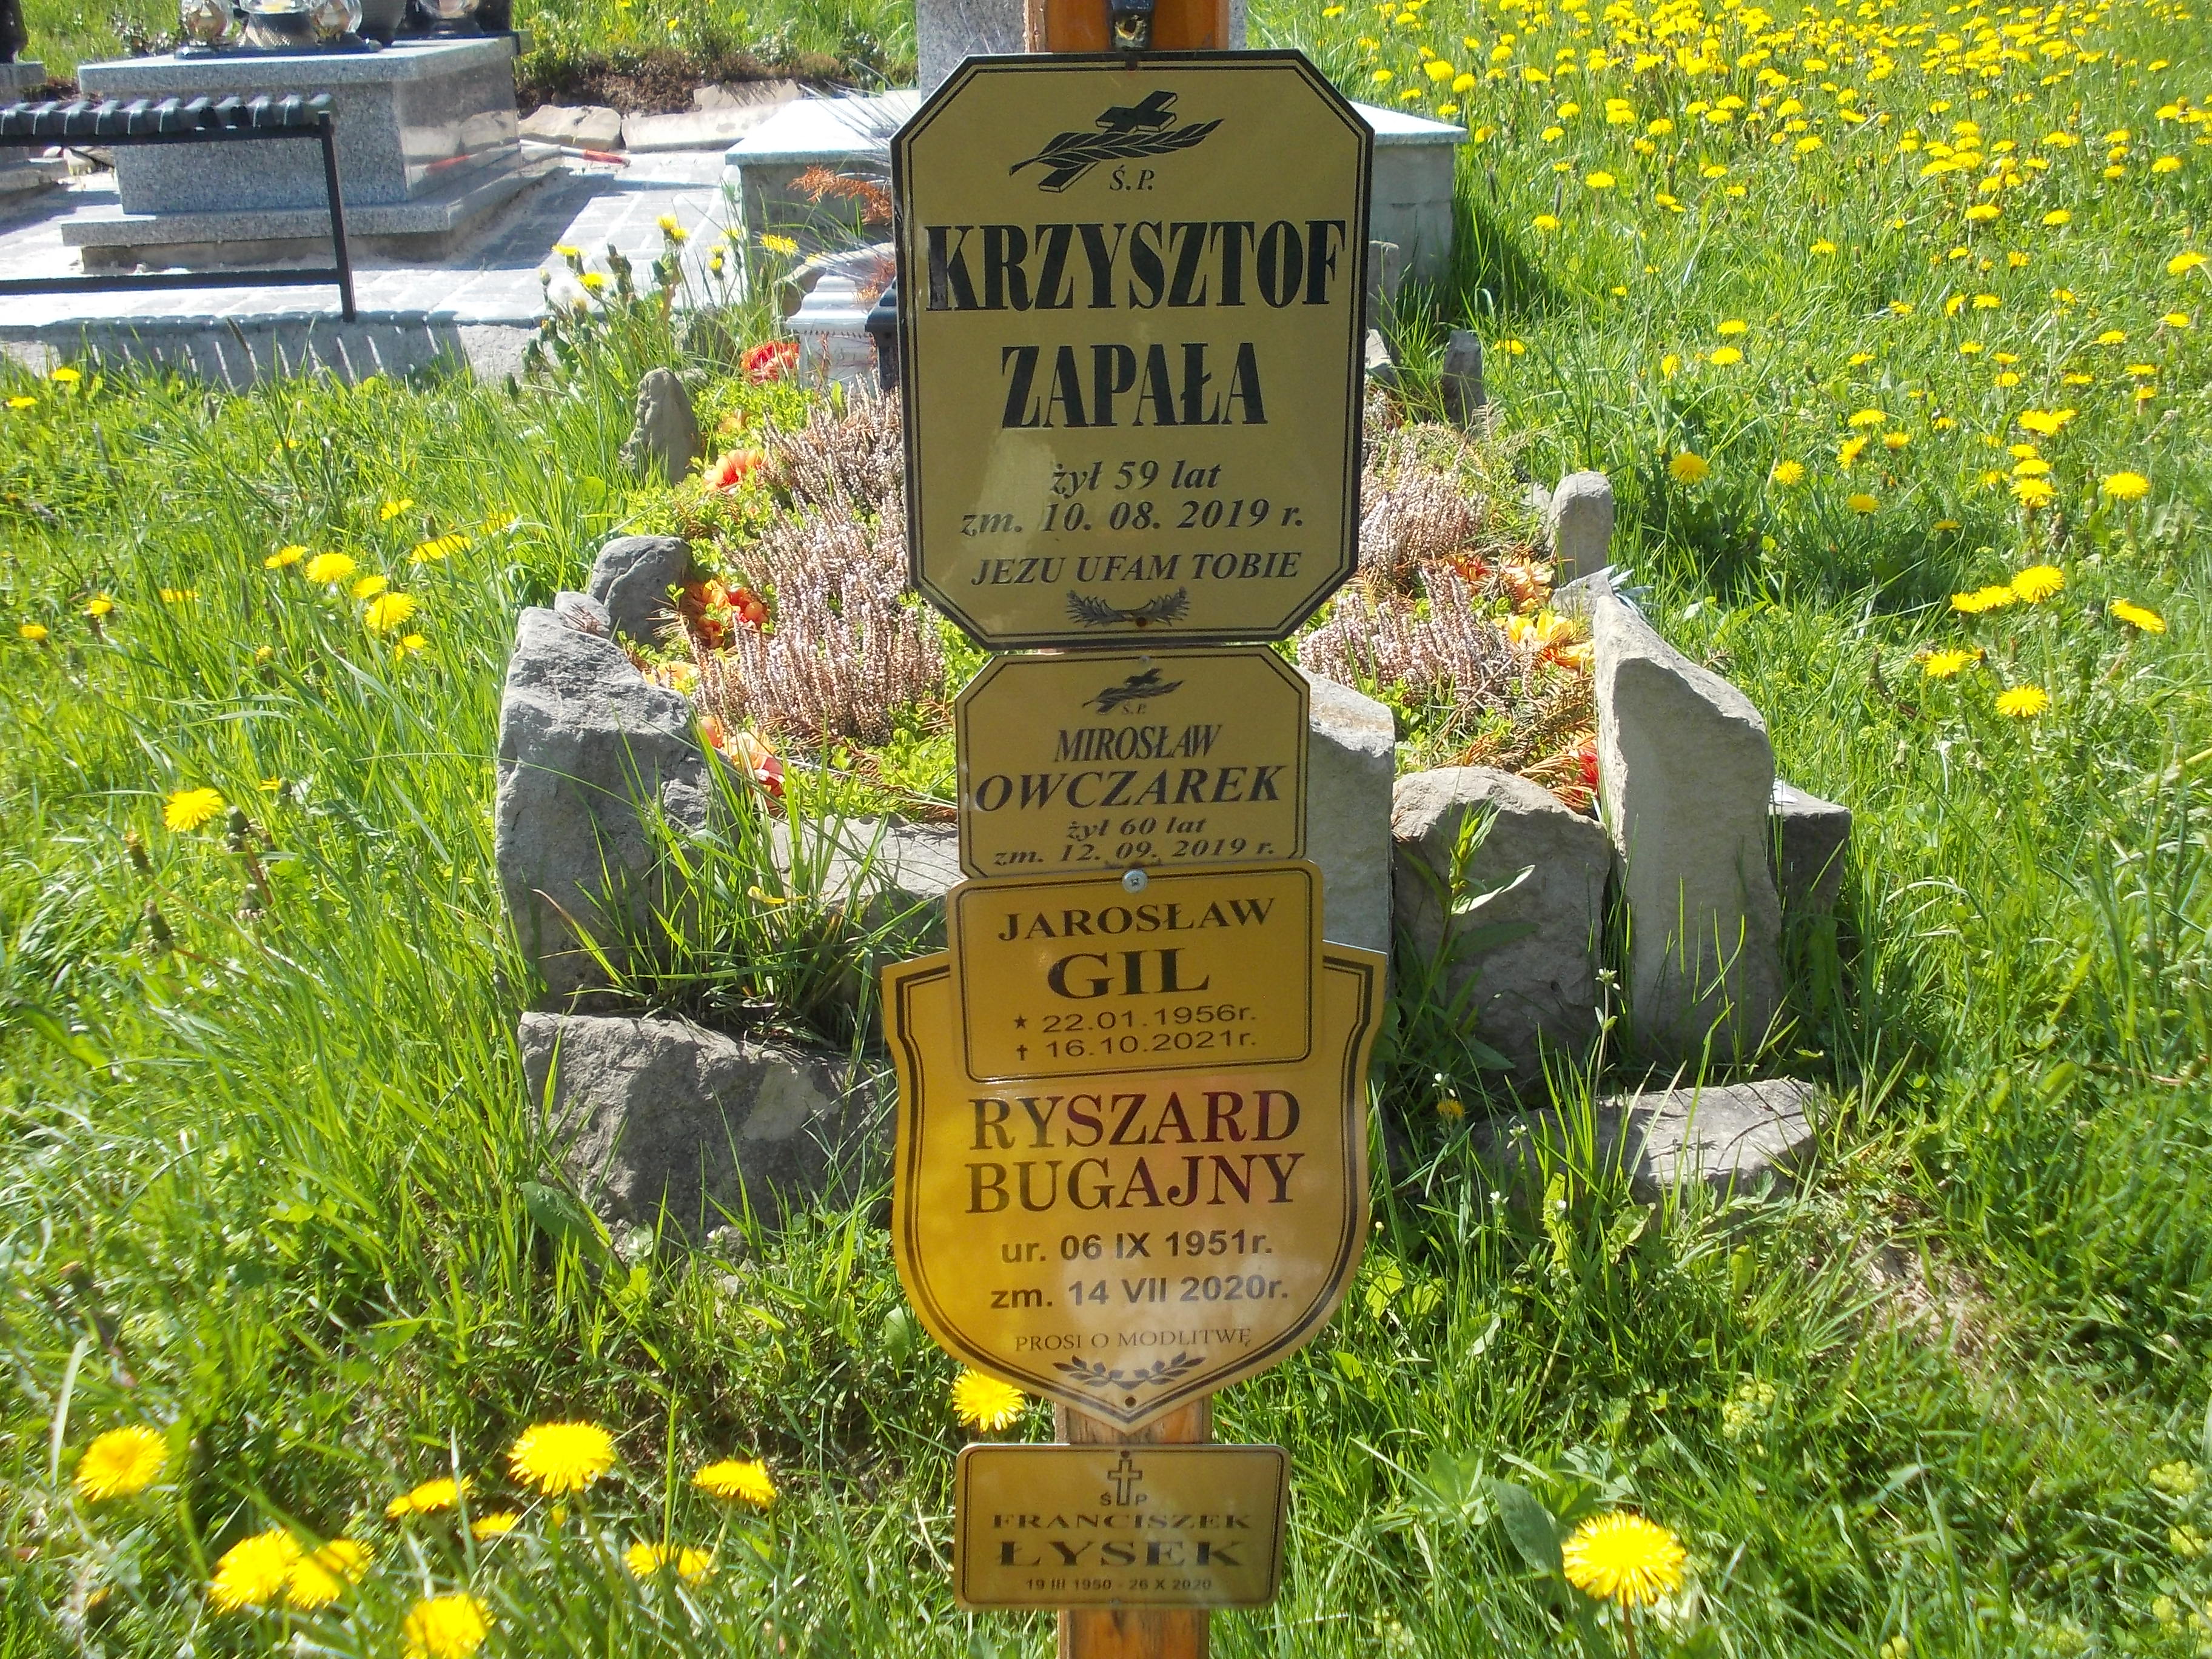 Ś.P.
KRZYSZTOF
ZAPAŁA
żył 59 lat
zm. 10. 08. 2019 r.
JEZU UFAM TOBIE
Ś.P.
MIROSŁAW
OWCZAREK
żył 60 lat
zm. 12. 09. 2019 r.
JAROSŁAW
GIL
★ 22.01.1956r.
✝ 16.10.2021r.
RYSZARD
BUGAJNY
ur. 06 IX 1951r.
zm. 14 VII 2020r.
PROSI O MODLITWĘ
Ś P
FRANCISZEK
ŁYSEK
19 III 1950 - 26 X 2020